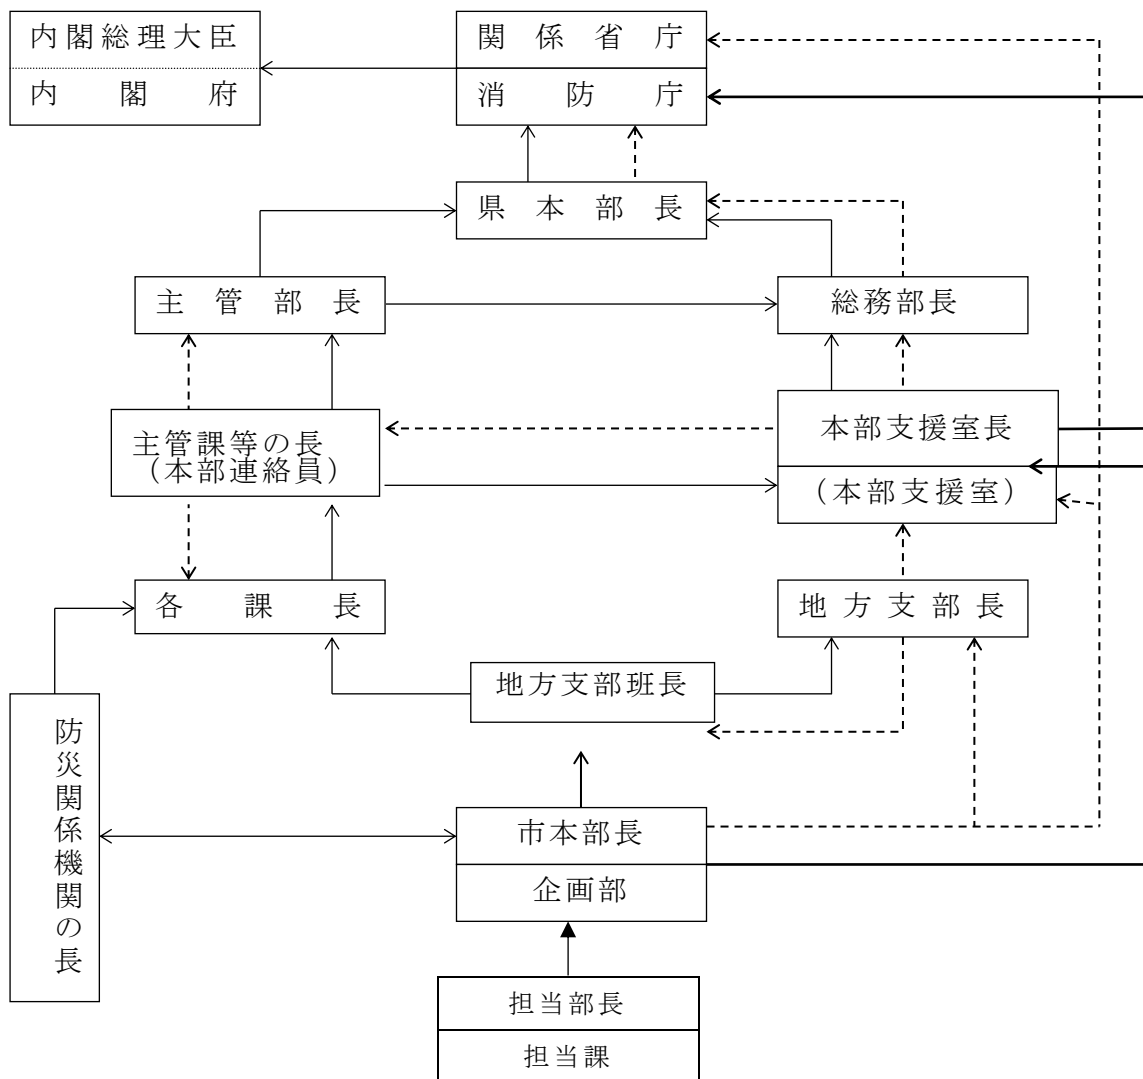 内閣総理大臣
内閣府
関係省庁
消防庁
県本部長
主管部長
総務部長
主管課等の長
（本部連絡員）
本部支援室長
（本部支援室）
各課長
地方支部長
地方支部班長
防災関係機関の長
市本部長
企画部
担当部長
担当課